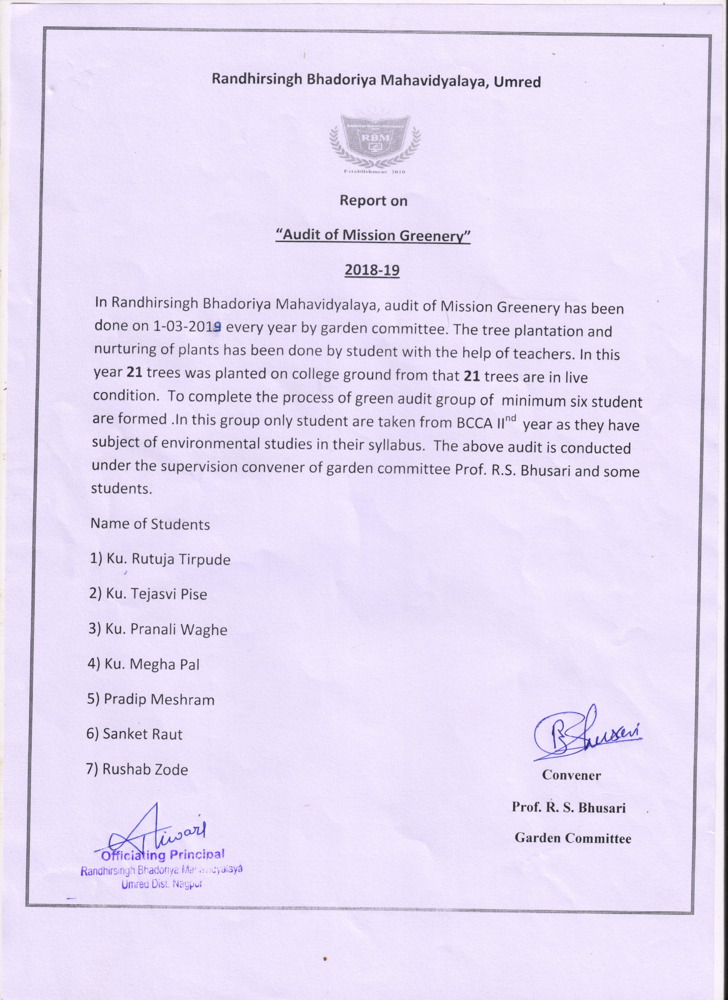 Randhirsingh Bhadoriya Mahavidyalaya, Umred
RBM
Establishment 2010
Report on
“Audit of Mission Greenery”
2018-19
In Randhirsingh Bhadoriya Mahavidyalaya, audit of Mission Greenery has been
done on 1-03-2019 every year by garden committee. The tree plantation and
nurturing of plants has been done by student with the help of teachers. In this
year 21 trees was planted on college ground from that 21 trees are in live
condition.  To complete the process of green audit group of  minimum six student
are formed .In this group only student are taken from BCCA IInd  year as they have
subject of environmental studies in their syllabus.  The above audit is conducted
under the supervision convener of garden committee Prof. R.S. Bhusari and some
students.
Name of Students
1) Ku. Rutuja Tirpude
2) Ku. Tejasvi Pise
3) Ku. Pranali Waghe
4) Ku. Megha Pal
5) Pradip Meshram
6) Sanket Raut
7) Rushab Zode
Bhusari
Convener
Prof. R. S. Bhusari
Garden Committee
Tiwari
Officiating Principal
Randhirsingh Bhadoriya Mahavidyalaya
Umred Dist. Nagpur